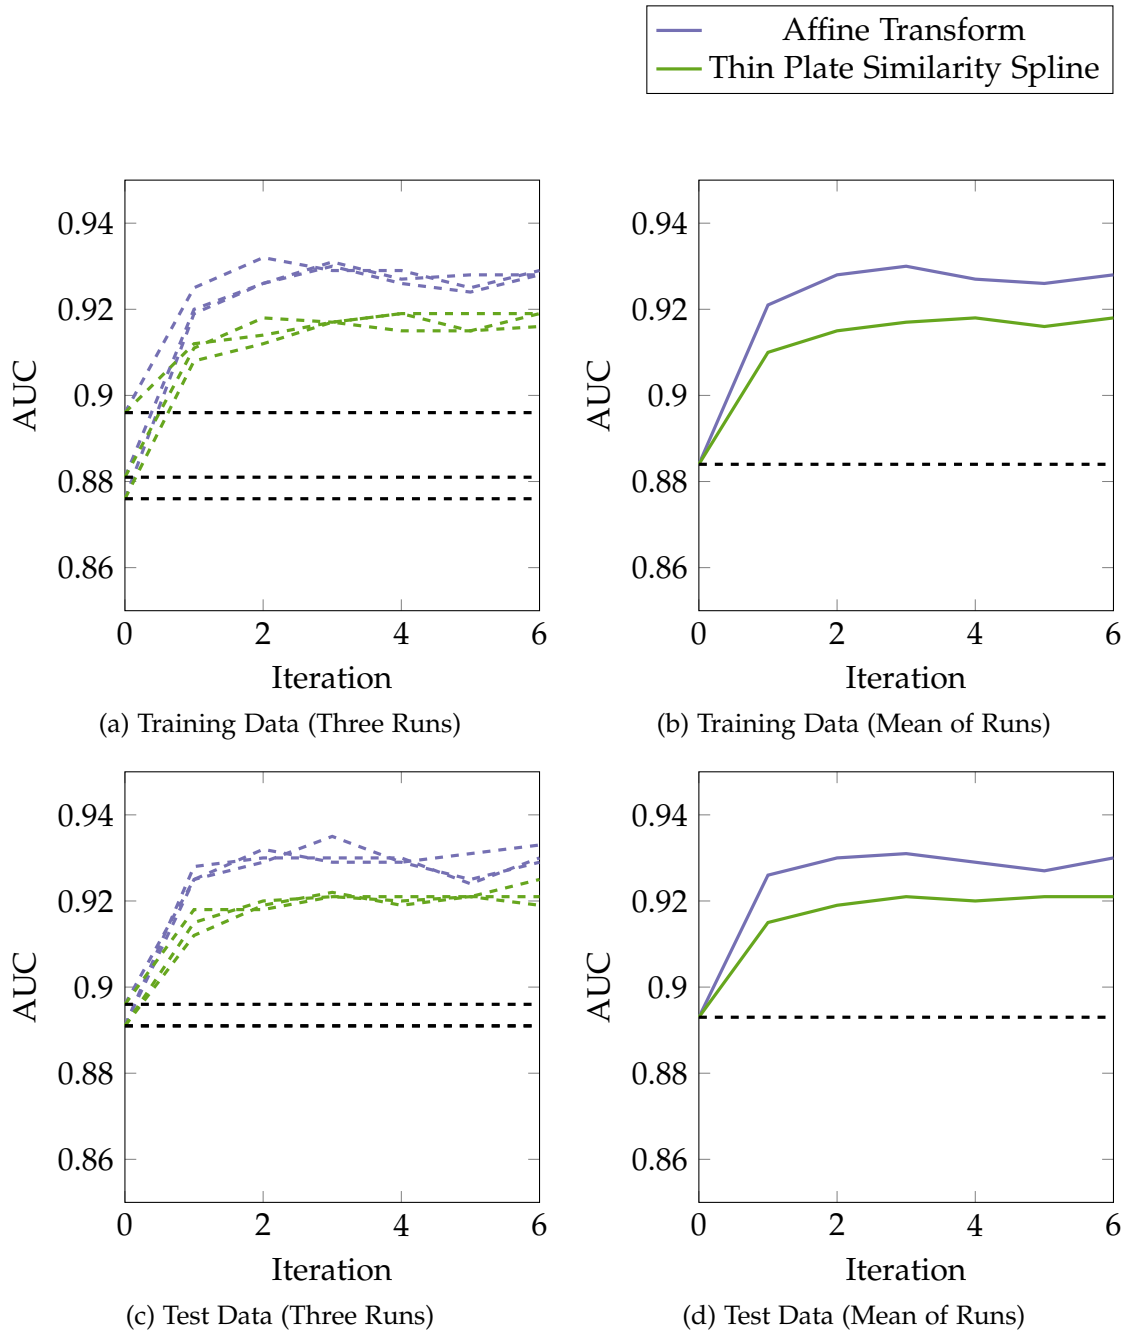 Affine Transform
Thin Plate Similarity Spline
0.94
0.92
0.9
0.88
0.86
AUC
0 2 4 6
Iteration
(a) Training Data (Three Runs)
0.94
0.92
0.9
0.88
0.86
AUC
0 2 4 6
Iteration
(b) Training Data (Mean of Runs)
0.94
0.92
0.9
0.88
0.86
AUC
0 2 4 6
Iteration
(c) Test Data (Three Runs)
0.94
0.92
0.9
0.88
0.86
AUC
0 2 4 6
Iteration
(d) Test Data (Mean of Runs)